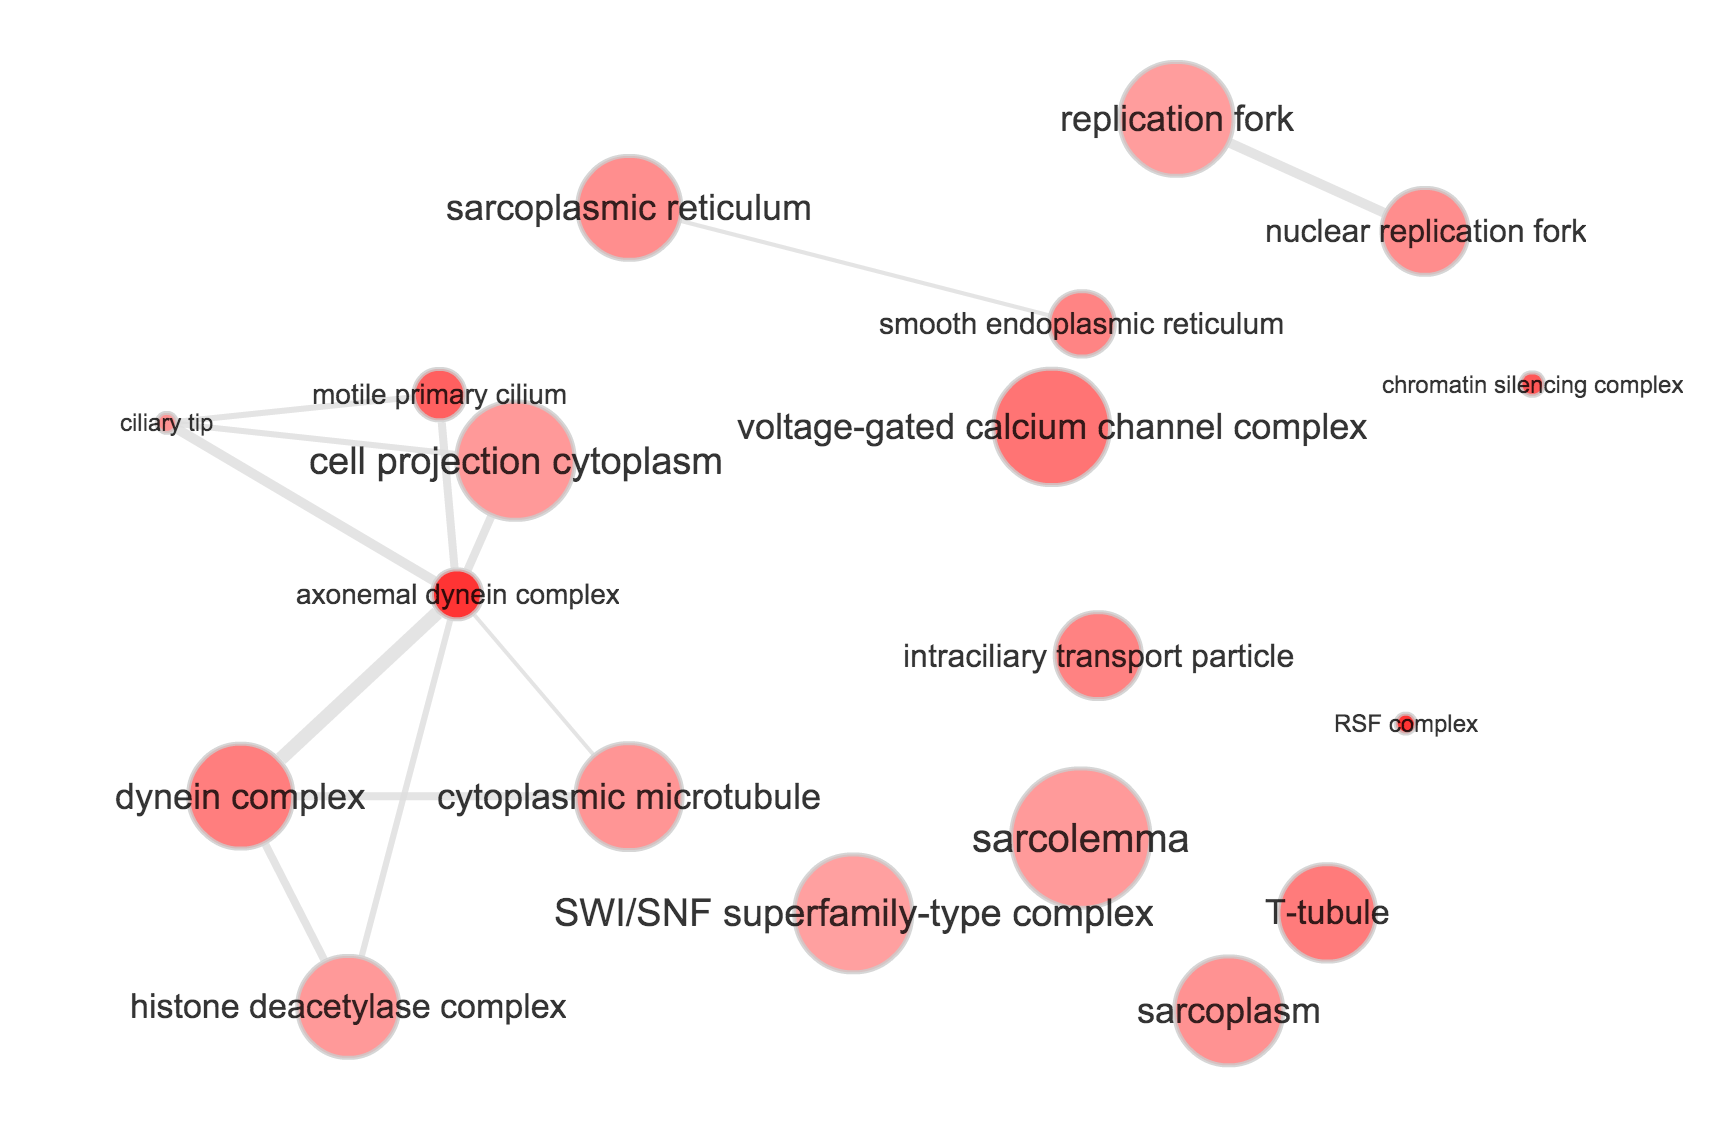 replication fork
sarcoplasmic reticulum
nuclear replication fork
smooth endoplasmic reticulum
chromatin silencing complex
motile primary cilium
ciliary tip
voltage-gated calcium channel complex
cell projection cytoplasm
axonemal dynein complex
intraciliary transport particle
RSF complex
dynein complex
cytoplasmic microtubule
sarcolemma
SWI/SNF superfamily-type complex
T-tubule
histone deacetylase complex
sarcoplasm